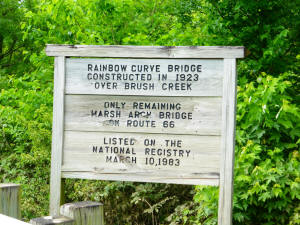 RAINBOW CURVE BRIDGE
CONSTRUCTED IN 1923
OVER BRUSH CREEK
ONLY REMAINING
MARSH ARCH BRIDGE
ON ROUTE 66
LISTED ON THE
NATIONAL REGISTRY
MARCH 10,1983